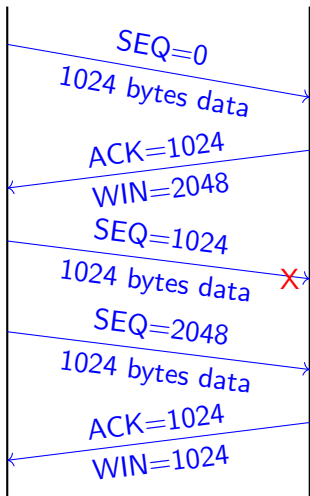 SEQ=0
1024 bytes data
ACK=1024
WIN=2048
SEQ=1024
1024 bytes data
X
SEQ=2048
1024 bytes data
ACK=1024
WIN=1024